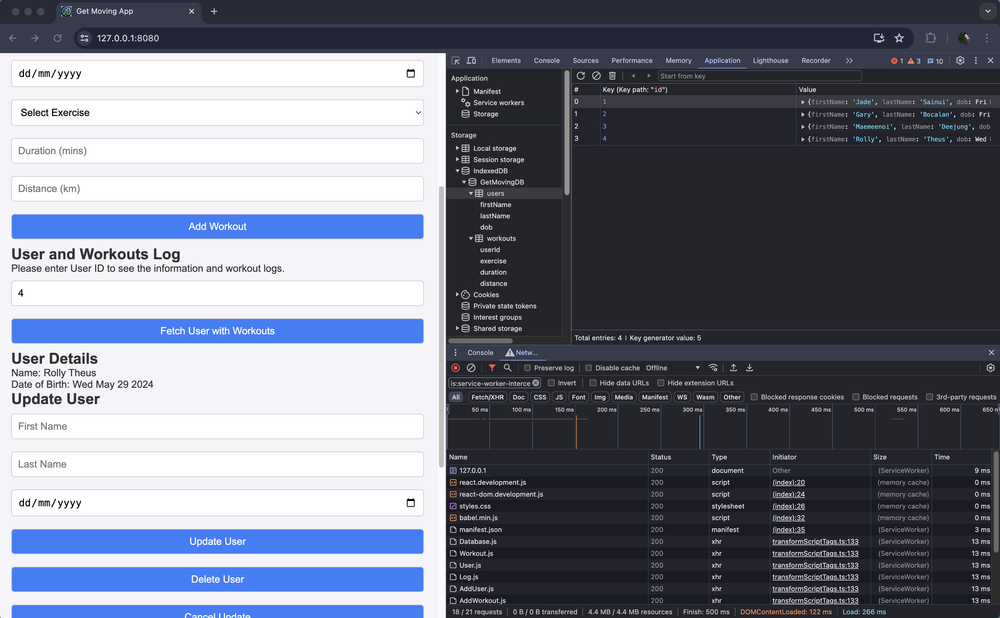 Get Moving App
127.0.0.1:8080
dd/mm/yyyy
Select Exercise
Duration (mins)
Distance (km)
Add Workout
User and Workouts Log
Please enter User ID to see the information and workout logs.
4
Fetch User with Workouts
User Details
Name: Rolly Theus
Date of Birth: Wed May 29 2024
Update User
First Name
Last Name
dd/mm/yyyy
Update User
Delete User
Cancel Update
Elements Console Sources Performance Memory Application Lighthouse Recorder 1 3 10
Application
Manifest
Service workers
Storage
Storage
Local storage
Session storage
IndexedDB
GetMovingDB
users
firstName
lastName
dob
workouts
userId
exercise
duration
distance
Cookies
Private state tokens
Interest groups
Shared storage
Start from key
# Key (Key path: "id") Value
0 1 {firstName: 'Jade', lastName: 'Sainui', dob: Fri
1 2 {firstName: 'Gary', lastName: 'Bocalan', dob: Fri
2 3 {firstName: 'Maemeenoi', lastName: 'Deejung', dob
3 4 {firstName: 'Rolly', lastName: 'Theus', dob: Wed
Total entries: 4 | Key generator value: 5
Console Netw...
Preserve log Disable cache Offline
is:service-worker-interce Invert Hide data URLs Hide extension URLs
All Fetch/XHR Doc CSS JS Font Img Media Manifest WS Wasm Other Blocked response cookies Blocked requests 3rd-party requests
50 ms 100 ms 150 ms 200 ms 250 ms 300 ms 350 ms 400 ms 450 ms 500 ms 550 ms 600 ms 650 m
Name Status Type Initiator Size Time
127.0.0.1 200 document Other (ServiceWorker) 9 ms
react.development.js 200 script (index):20 (memory cache) 0 ms
react-dom.development.js 200 script (index):24 (memory cache) 0 ms
styles.css 200 stylesheet (index):26 (memory cache) 0 ms
babel.min.js 200 script (index):32 (memory cache) 0 ms
manifest.json 200 manifest (index):35 (ServiceWorker) 3 ms
Database.js 200 xhr transformScriptTags.ts:133 (ServiceWorker) 13 ms
Workout.js 200 xhr transformScriptTags.ts:133 (ServiceWorker) 13 ms
User.js 200 xhr transformScriptTags.ts:133 (ServiceWorker) 13 ms
Log.js 200 xhr transformScriptTags.ts:133 (ServiceWorker) 13 ms
AddUser.js 200 xhr transformScriptTags.ts:133 (ServiceWorker) 13 ms
AddWorkout.js 200 xhr transformScriptTags.ts:133 (ServiceWorker) 13 ms
18 / 21 requests 0 B / 0 B transferred 4.4 MB / 4.4 MB resources Finish: 500 ms DOMContentLoaded: 122 ms Load: 266 ms